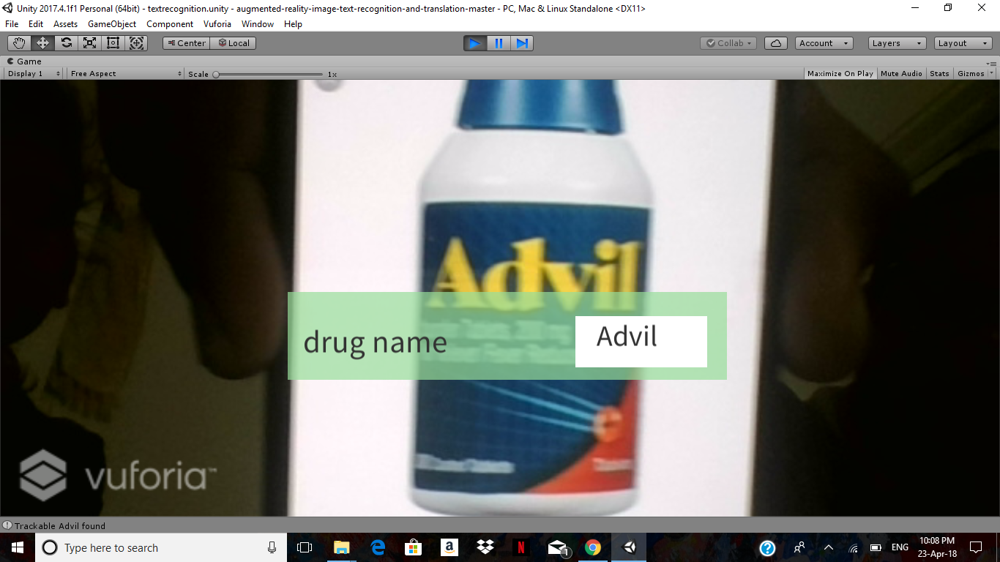 Unity 2017.4.1f1 Personal (64bit) - textrecognition.unity - augmented-reality-image-text-recognition-and-translation-master - PC, Mac & Linux Standalone <DX11>
File Edit Assets GameObject Component Vuforia Window Help
Center Local Collab Account Layers Layout
Game
Display 1 Free Aspect Scale 1x Maximize On Play Mute Audio Stats Gizmos
Advil
drug name Advil
vuforia™
Trackable Advil found
Type here to search
a
N
1
ENG
10:08 PM
23-Apr-18